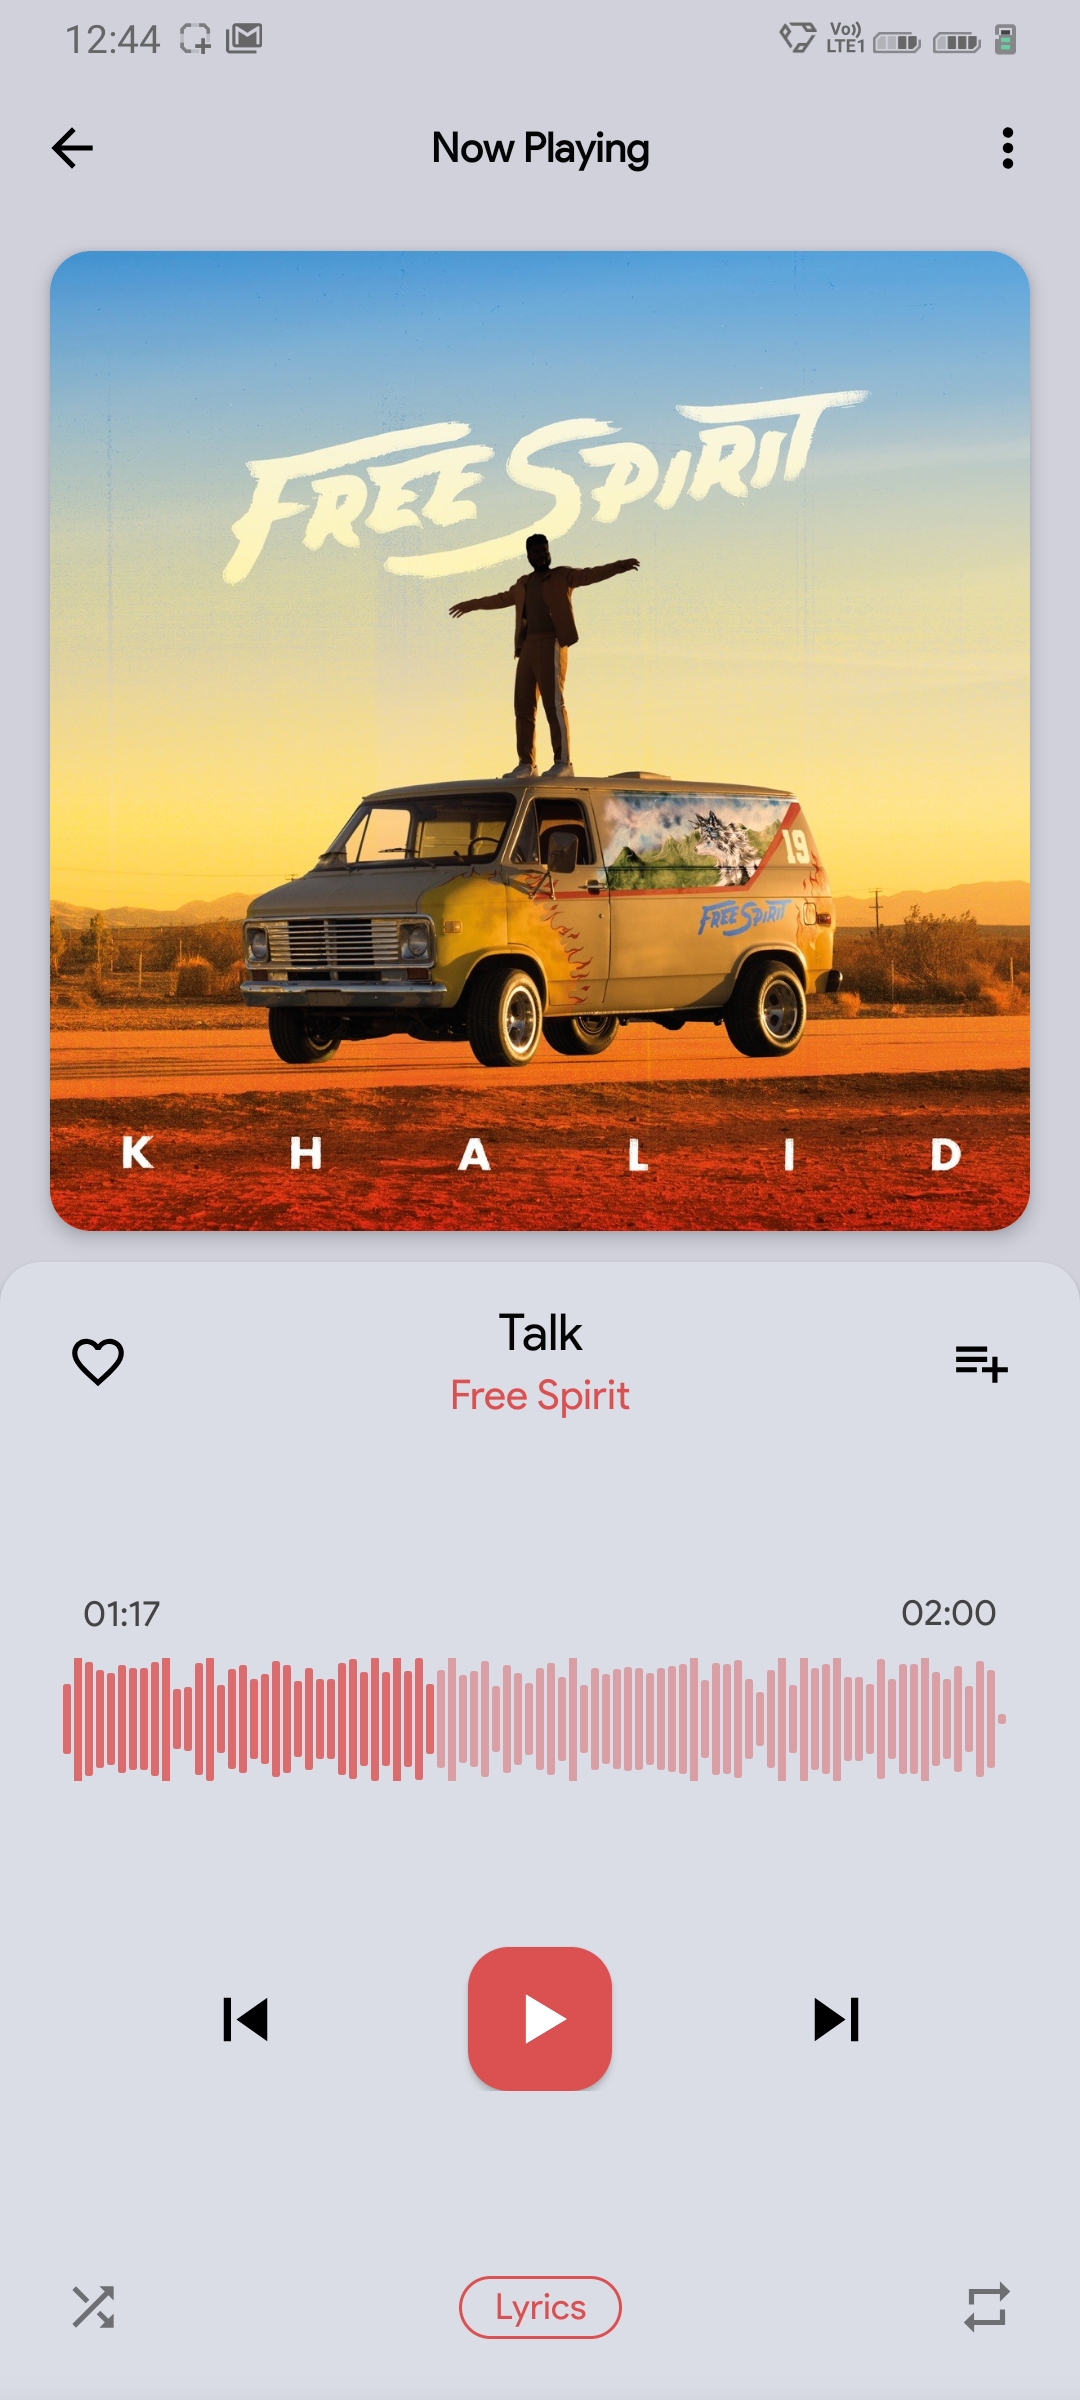 12:44
Vo))
LTE1
Now Playing
FREE SPIRIT
19
FREE SPIRIT
K H A L I D
Talk
Free Spirit
01:17
02:00
Lyrics